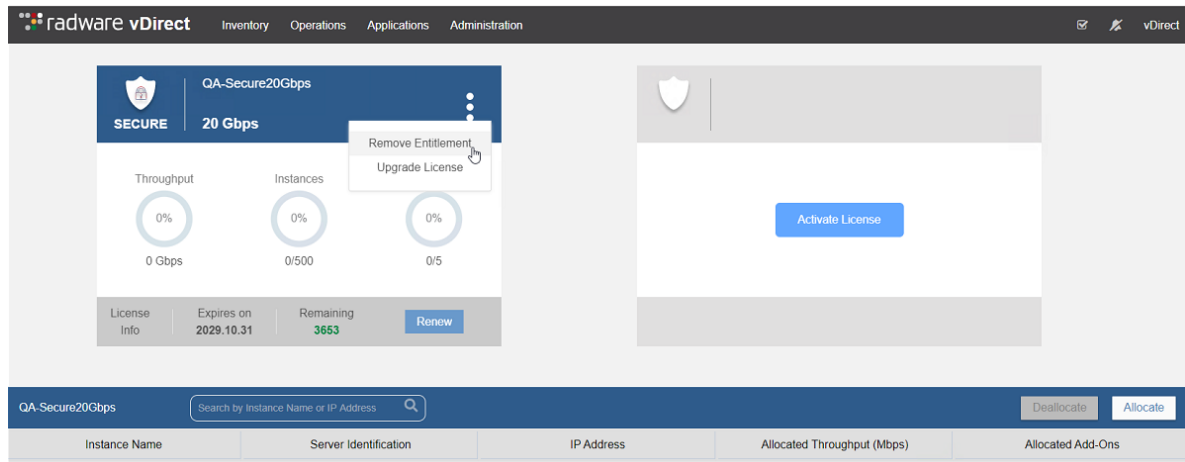 radware vDirect Inventory Operations Applications Administration vDirect
QA-Secure20Gbps
SECURE 20 Gbps
Remove Entitlement
Upgrade License
Throughput Instances
0% 0% 0%
0 Gbps 0/500 0/5
License Info Expires on 2029.10.31 Remaining 3653 Renew
Activate License
QA-Secure20Gbps Search by Instance Name or IP Address Deallocate Allocate
Instance Name Server Identification IP Address Allocated Throughput (Mbps) Allocated Add-Ons